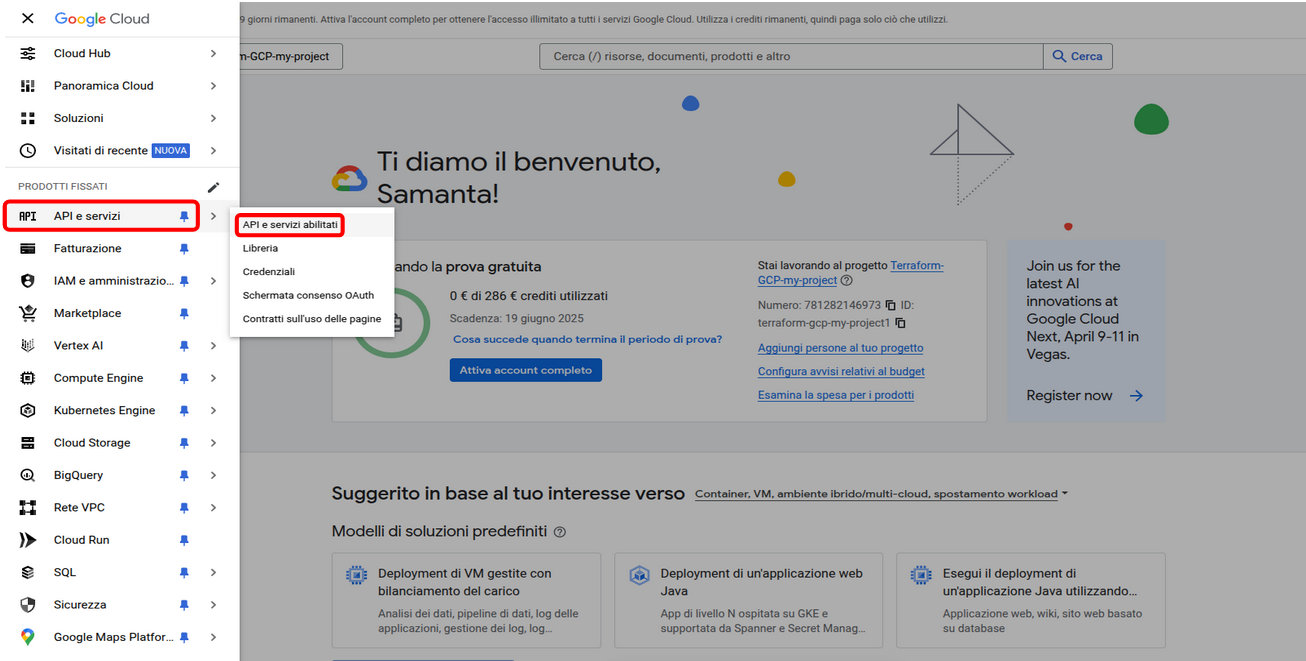 Google Cloud
9 giorni rimanenti. Attiva l'account completo per ottenere l'accesso illimitato a tutti i servizi Google Cloud. Utilizza i crediti rimanenti, quindi paga solo ciò che utilizzi.
m-GCP-my-project
Cerca (/) risorse, documenti, prodotti e altro
Cerca
Cloud Hub
Panoramica Cloud
Soluzioni
Visitati di recente NUOVA
PRODOTTI FISSATI
API e servizi
Fatturazione
IAM e amministrazio...
Marketplace
Vertex AI
Compute Engine
Kubernetes Engine
Cloud Storage
BigQuery
Rete VPC
Cloud Run
SQL
Sicurezza
Google Maps Platfor...
API e servizi abilitati
Libreria
Credenziali
Schermata consenso OAuth
Contratti sull'uso delle pagine
Ti diamo il benvenuto,
Samanta!
ando la prova gratuita
0 € di 286 € crediti utilizzati
Scadenza: 19 giugno 2025
Cosa succede quando termina il periodo di prova?
Attiva account completo
Stai lavorando al progetto Terraform-
GCP-my-project
Numero: 781282146973 ID:
terraform-gcp-my-project1
Aggiungi persone al tuo progetto
Configura avvisi relativi al budget
Esamina la spesa per i prodotti
Join us for the
latest AI
innovations at
Google Cloud
Next, April 9-11 in
Vegas.
Register now
Suggerito in base al tuo interesse verso Container, VM, ambiente ibrido/multi-cloud, spostamento workload
Modelli di soluzioni predefiniti
Deployment di VM gestite con
bilanciamento del carico
Analisi dei dati, pipeline di dati, log delle
applicazioni, gestione dei log, log...
Deployment di un'applicazione web
Java
App di livello N ospitata su GKE e
supportata da Spanner e Secret Manag...
Esegui il deployment di
un'applicazione Java utilizzando...
Applicazione web, wiki, sito web basato
su database